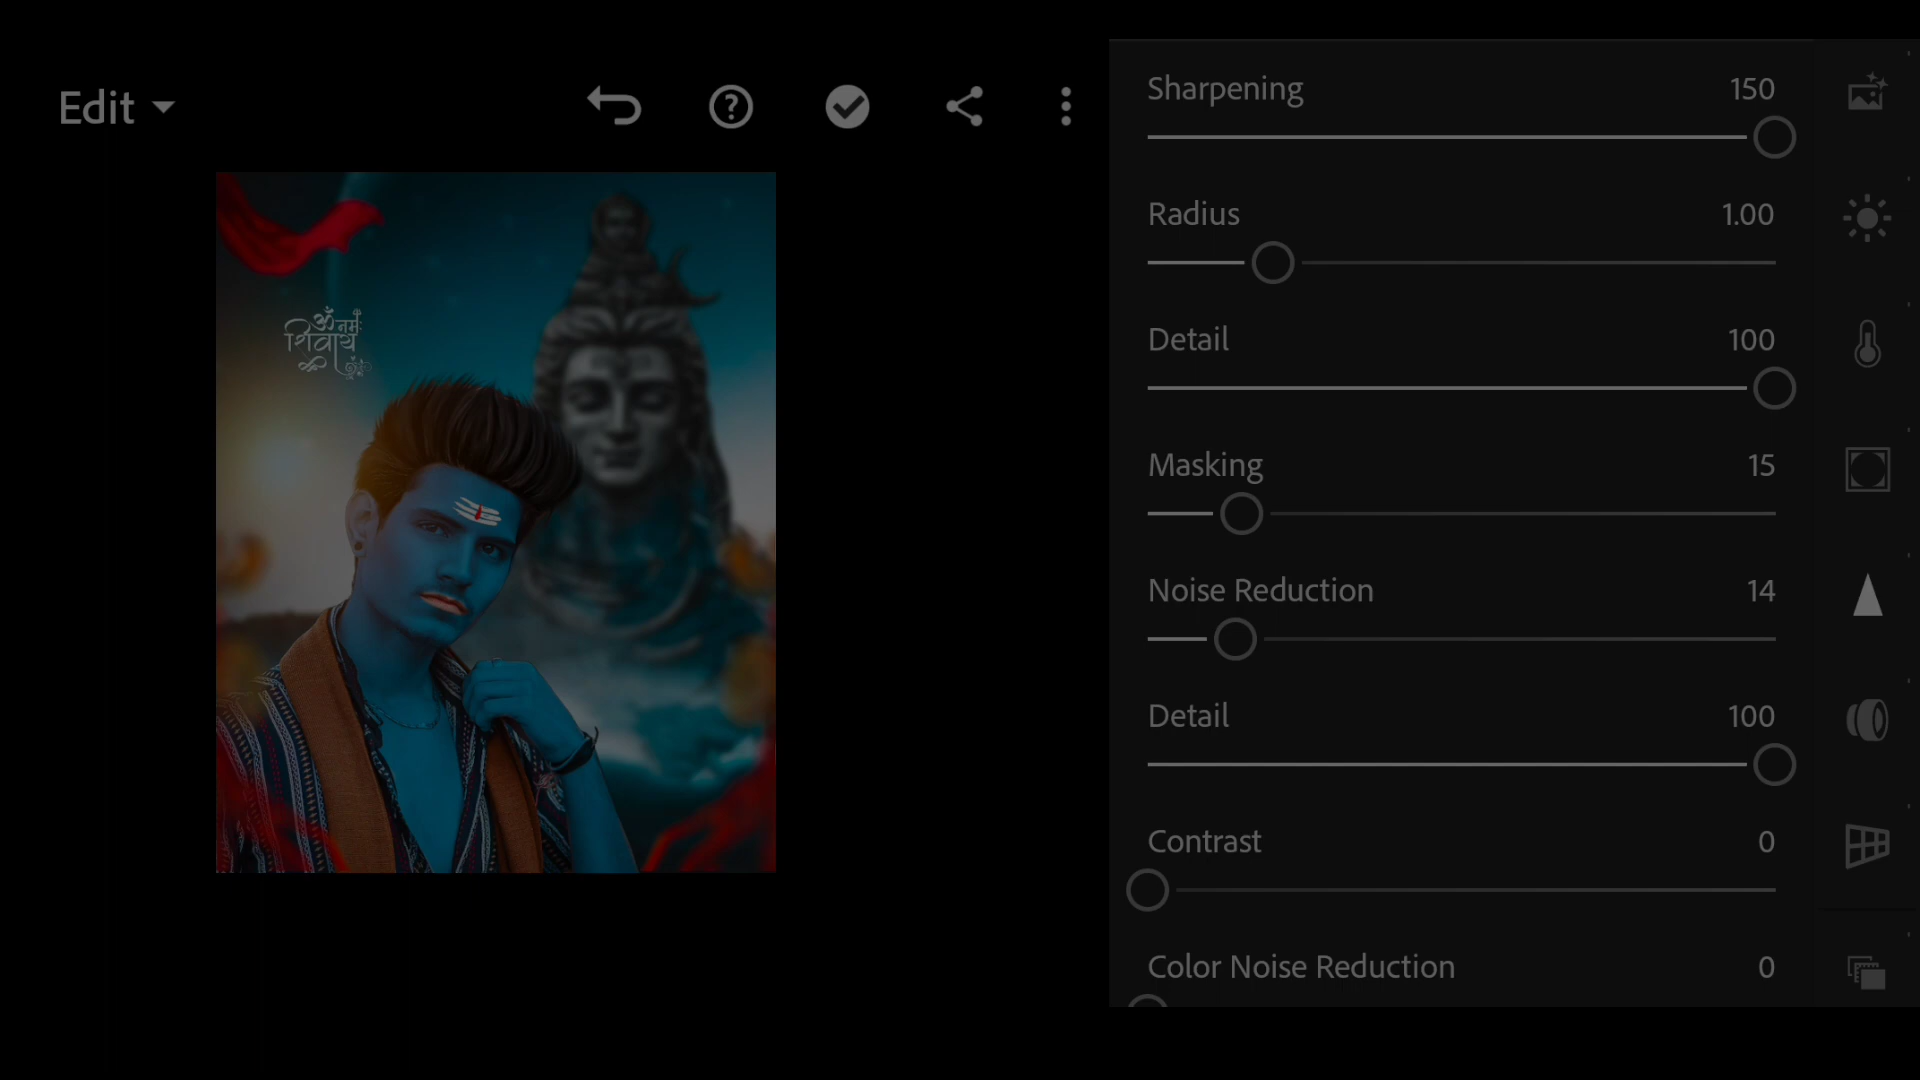 Edit
Sharpening 150
Radius 1.00
Detail 100
Masking 15
Noise Reduction 14
Detail 100
Contrast 0
Color Noise Reduction 0
ॐ नमः
शिवाय